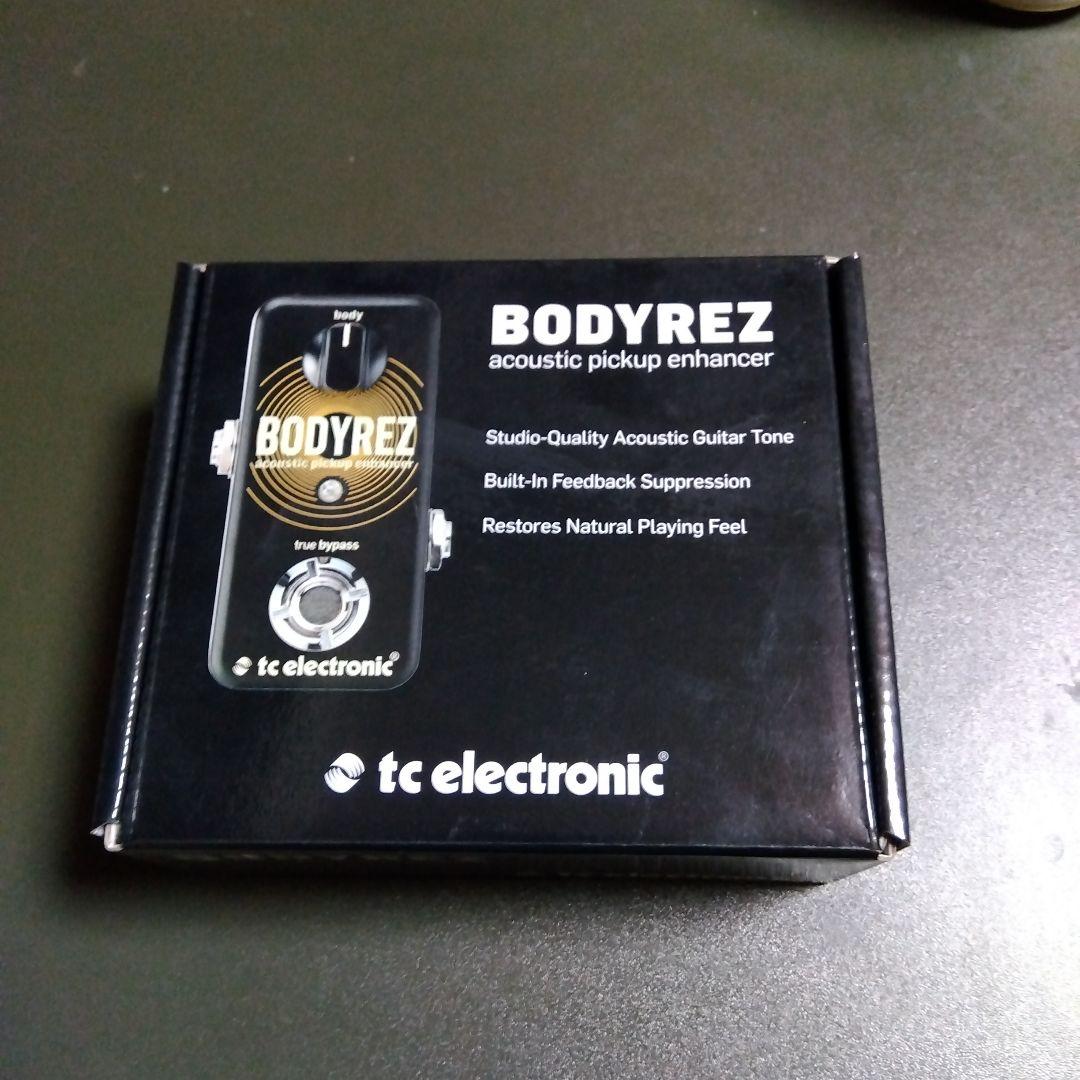 body
BODYREZ
acoustic pickup enhancer
true bypass
tc electronic®
BODYREZ
acoustic pickup enhancer
Studio-Quality Acoustic Guitar Tone
Built-In Feedback Suppression
Restores Natural Playing Feel
tc electronic®